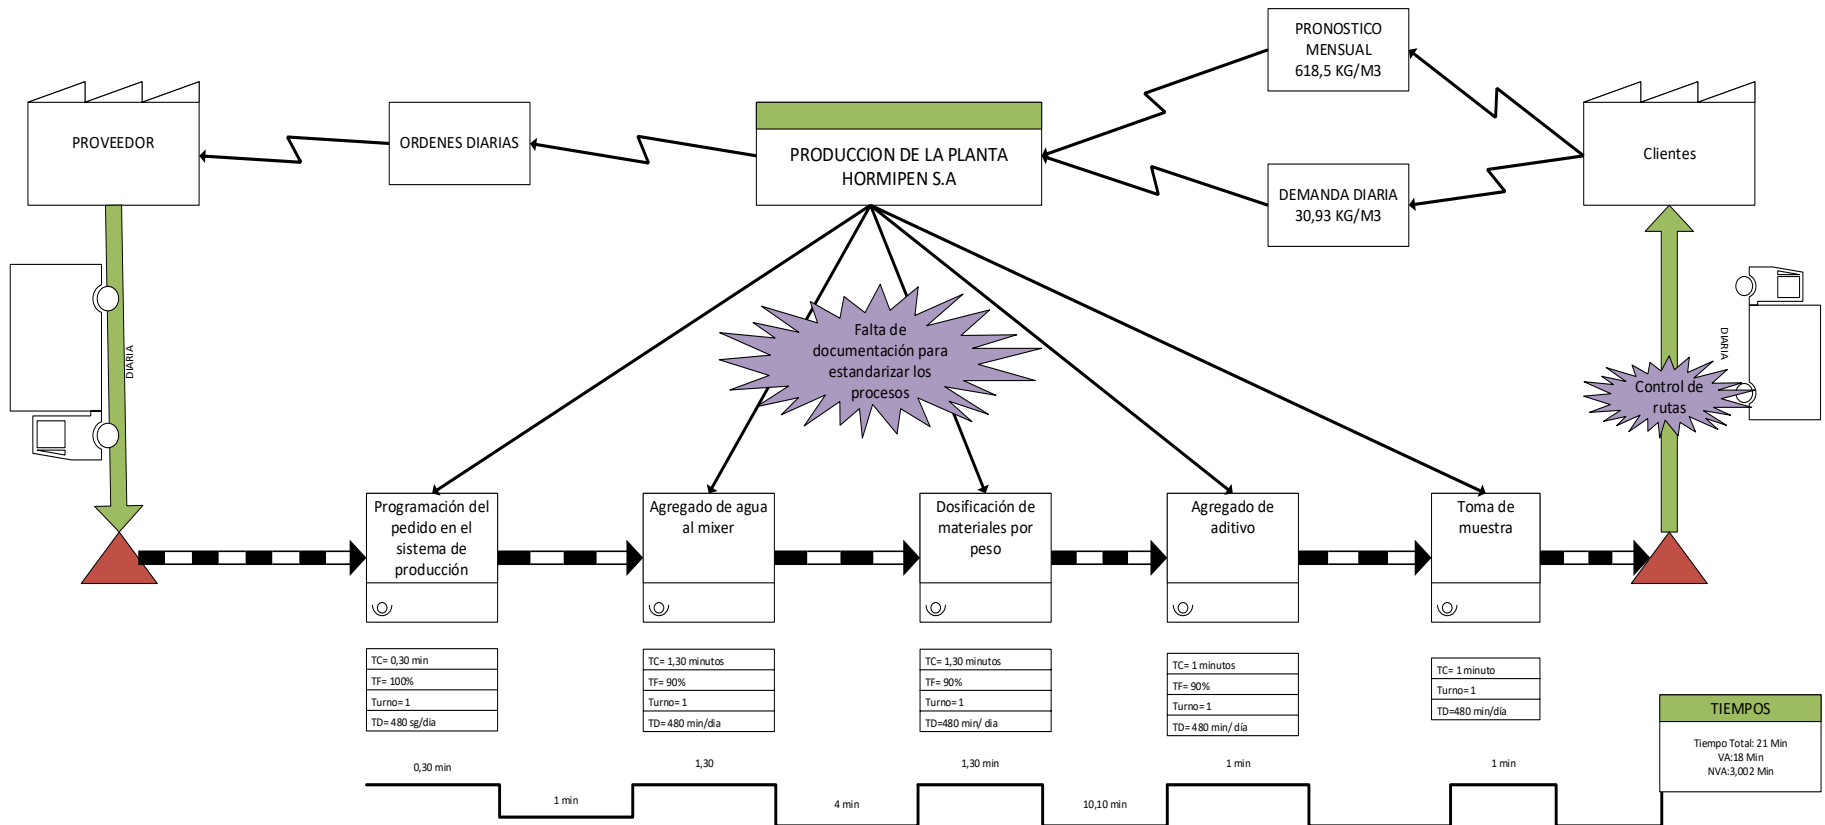 PROVEEDOR
ORDENES DIARIAS
PRODUCCION DE LA PLANTA
HORMIPEN S.A
PRONOSTICO
MENSUAL
618,5 KG/M3
DEMANDA DIARIA
30,93 KG/M3
Clientes
DIARIA
Falta de
documentación para
estandarizar los
procesos
DIARIA
Control de
rutas
Programación del
pedido en el
sistema de
producción
Agregado de agua
al mixer
Dosificación de
materiales por
peso
Agregado de
aditivo
Toma de
muestra
TC= 0,30 min
TF= 100%
Turno= 1
TD= 480 sg/dia
TC= 1,30 minutos
TF= 90%
Turno= 1
TD= 480 min/dia
TC= 1,30 minutos
TF= 90%
Turno= 1
TD=480 min/ dia
TC= 1 minutos
TF= 90%
Turno= 1
TD= 480 min/ día
TC= 1 minuto
Turno= 1
TD=480 min/día
TIEMPOS
Tiempo Total: 21 Min
VA:18 Min
NVA:3,002 Min
0,30 min
1 min
1,30
4 min
1,30 min
10,10 min
1 min
1 min